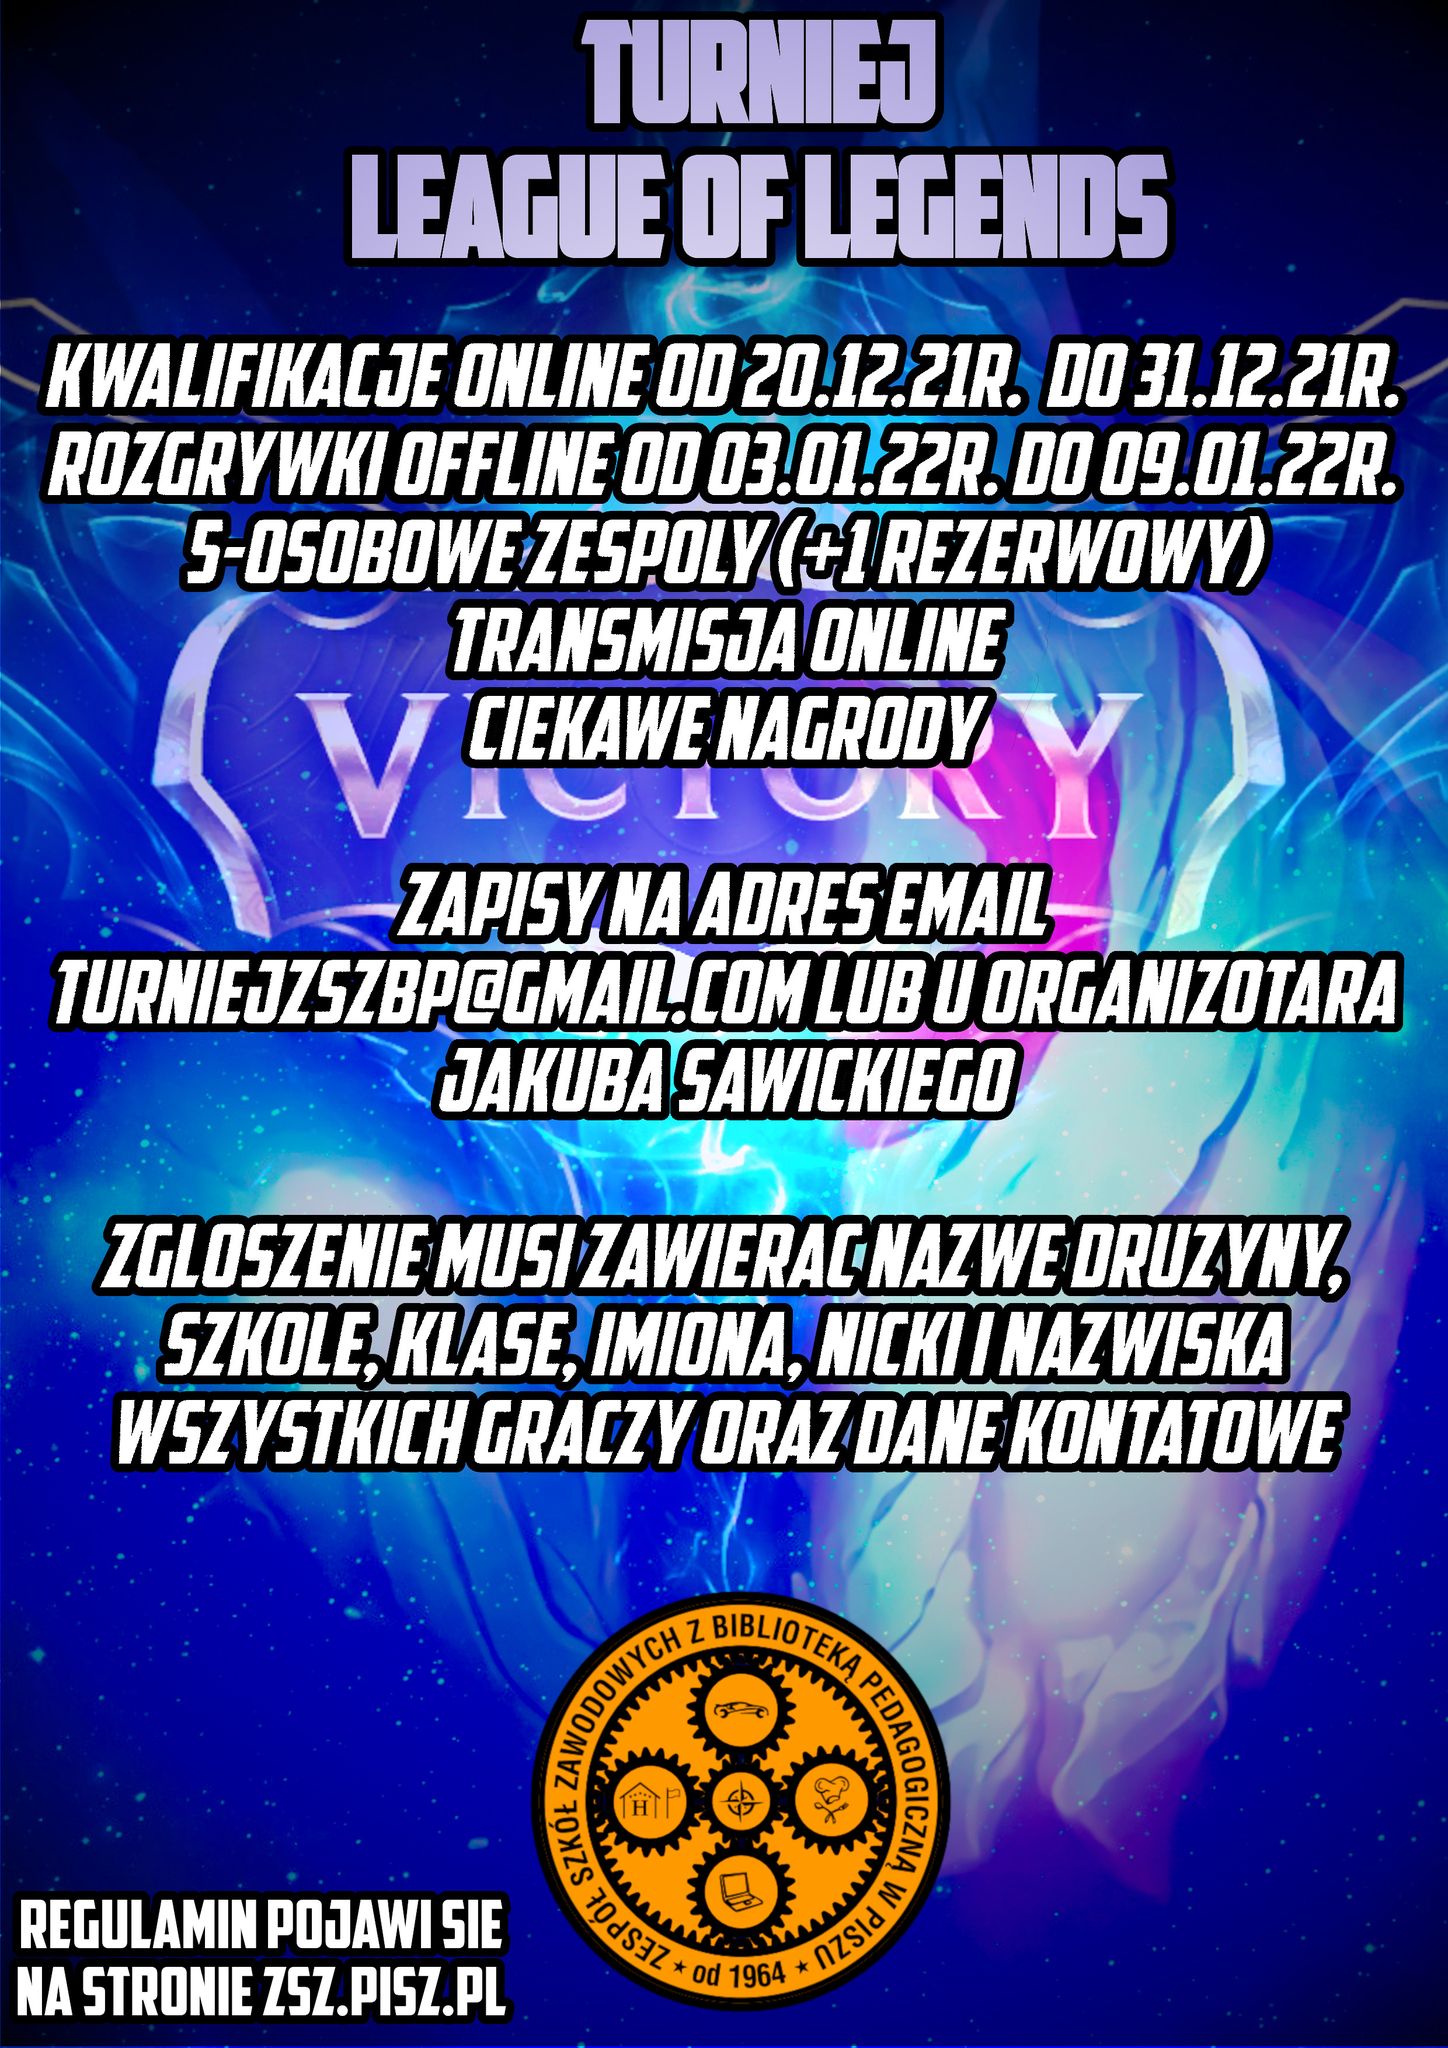 TURNIEJ
LEAGUE OF LEGENDS
KWALIFIKACJE ONLINE OD 20.12.21R. DO 31.12.21R.
ROZGRYWKI OFFLINE OD 03.01.22R. DO 09.01.22R.
5-OSOBOWE ZESPOLY (+1 REZERWOWY)
TRANSMISJA ONLINE
CIEKAWE NAGRODY
VICTORY
ZAPISY NA ADRES EMAIL
TURNIEJZSZBP@GMAIL.COM LUB U ORGANIZOTARA
JAKUBA SAWICKIEGO
ZGLOSZENIE MUSI ZAWIERAC NAZWE DRUZYNY,
SZKOLE, KLASE, IMIONA, NICKI I NAZWISKA
WSZYSTKICH GRACZY ORAZ DANE KONTATOWE
ZESPÓŁ SZKÓŁ ZAWODOWYCH Z BIBLIOTEKĄ PEDAGOGICZNĄ W PISZU
H
★ od 1964 ★
REGULAMIN POJAWI SIE
NA STRONIE ZSZ.PISZ.PL